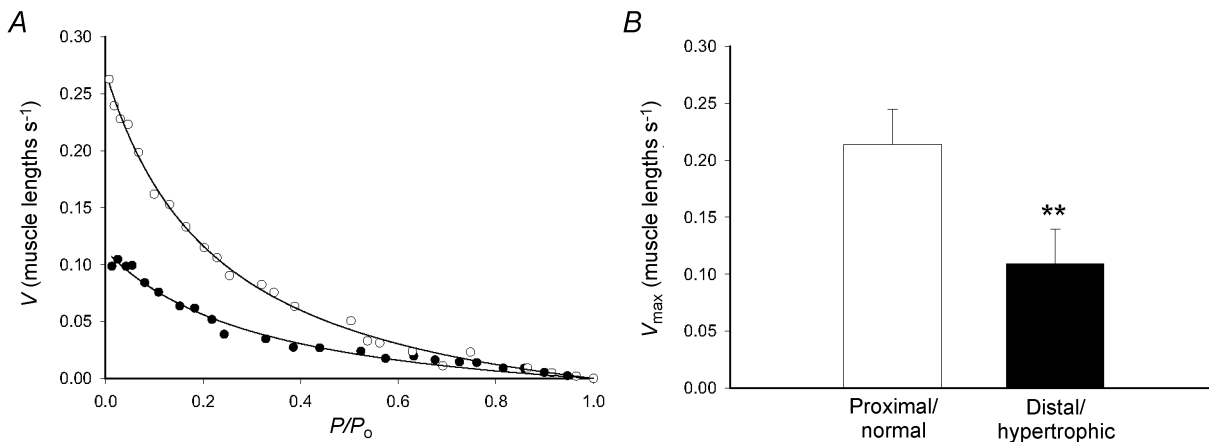 A
B
V (muscle lengths s-1)
0.30
0.25
0.20
0.15
0.10
0.05
0.00
0.0
0.2
0.4
0.6
0.8
1.0
P/Po
Vmax (muscle lengths s-1)
0.30
0.25
0.20
0.15
0.10
0.05
0.00
**
Proximal/
normal
Distal/
hypertrophic